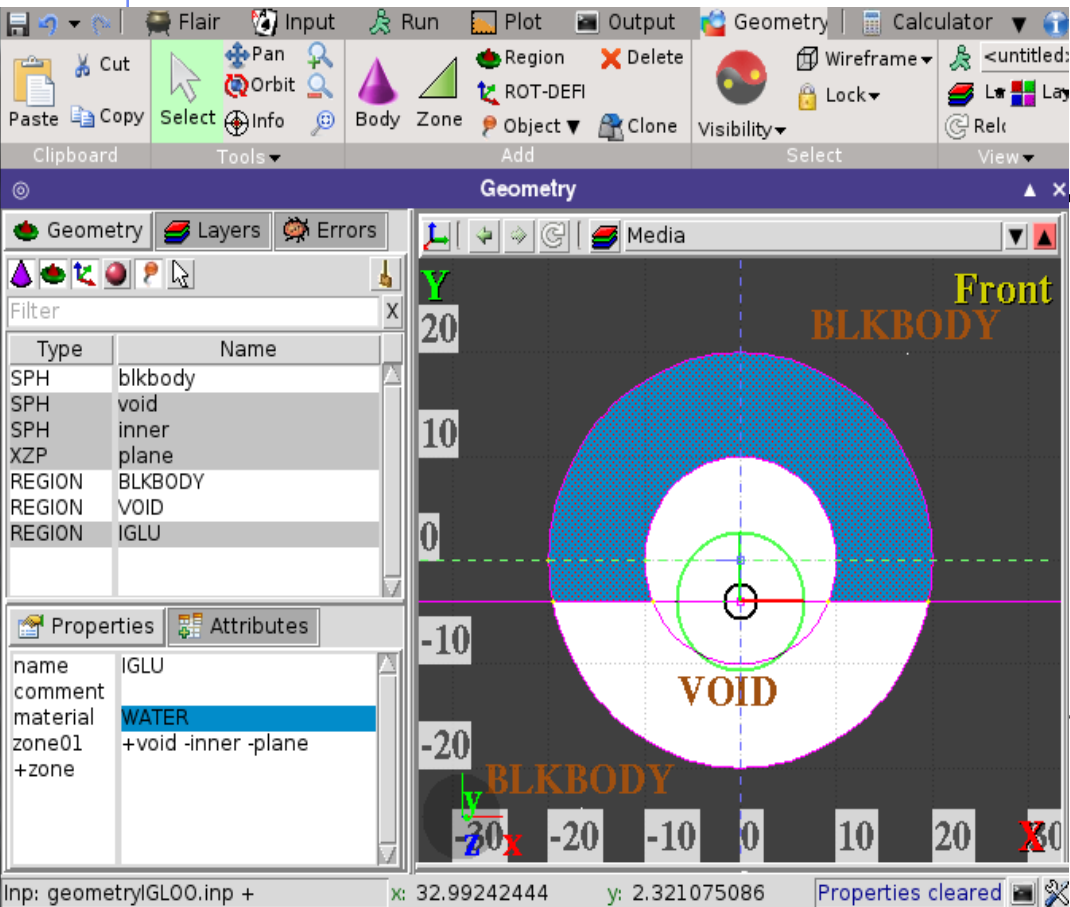 Flair Input Run Plot Output Geometry Calculator
Paste Cut Copy
Select Pan Orbit Info
Body Zone Region ROT-DEFI Object Delete Clone
Visibility Wireframe Lock
<untitled>
Clipboard Tools Add Select View
Geometry
Geometry Layers Errors
Media
Filter X
Type Name
SPH blkbody
SPH void
SPH inner
XZP plane
REGION BLKBODY
REGION VOID
REGION IGLU
Properties Attributes
name IGLU
comment
material WATER
zone01 +void -inner -plane
+zone
Y Front
BLKBODY
20
10
0
-10
VOID
-20
BLKBODY
y
z x
-30 -20 -10 0 10 20 30
X
Inp: geometryIGLOO.inp + x: 32.99242444 y: 2.321075086 Properties cleared